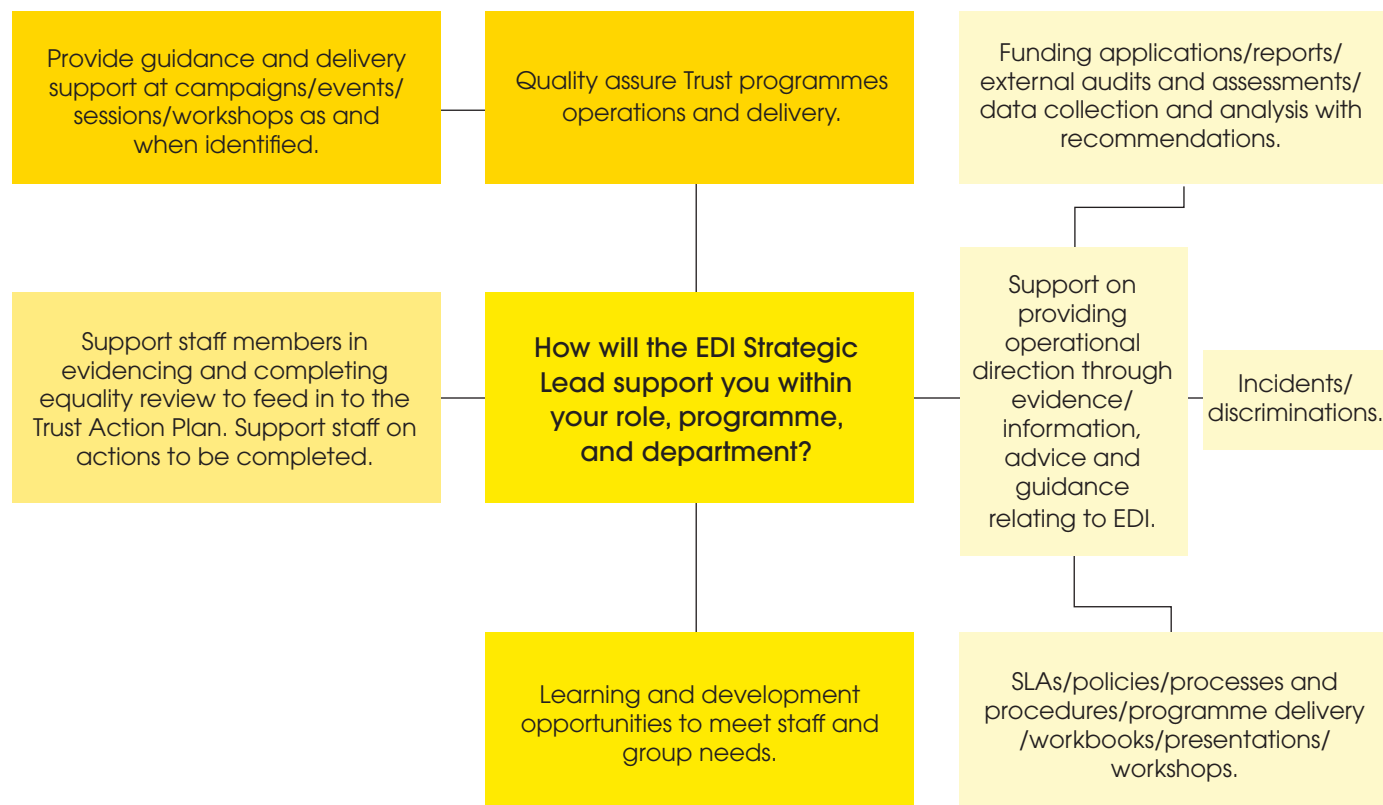 Provide guidance and delivery
support at campaigns/events/
sessions/workshops as and
when identified.
Quality assure Trust programmes
operations and delivery.
Funding applications/reports/
external audits and assessments/
data collection and analysis with
recommendations.
Support staff members in
evidencing and completing
equality review to feed in to the
Trust Action Plan. Support staff on
actions to be completed.
How will the EDI Strategic
Lead support you within
your role, programme,
and department?
Support on
providing
operational
direction through
evidence/
information,
advice and
guidance
relating to EDI.
Incidents/
discriminations.
Learning and development
opportunities to meet staff and
group needs.
SLAs/policies/processes and
procedures/programme delivery
/workbooks/presentations/
workshops.